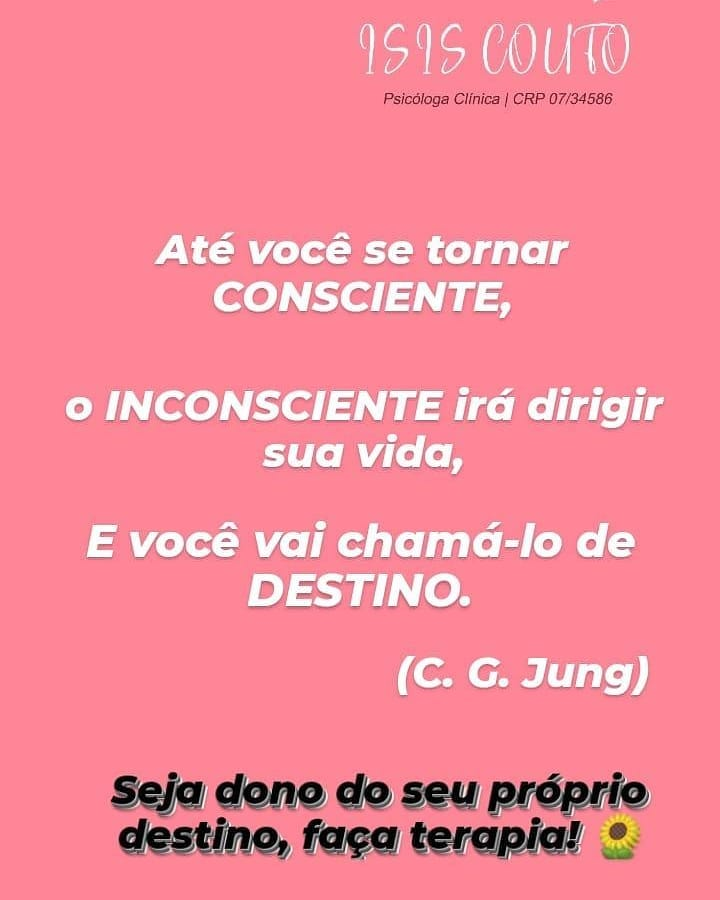 ISIS COUTO
Psicóloga Clínica | CRP 07/34586
Até você se tornar
CONSCIENTE,
o INCONSCIENTE irá dirigir
sua vida,
E você vai chamá-lo de
DESTINO.
(C. G. Jung)
Seja dono do seu próprio
destino, faça terapia! 🌻